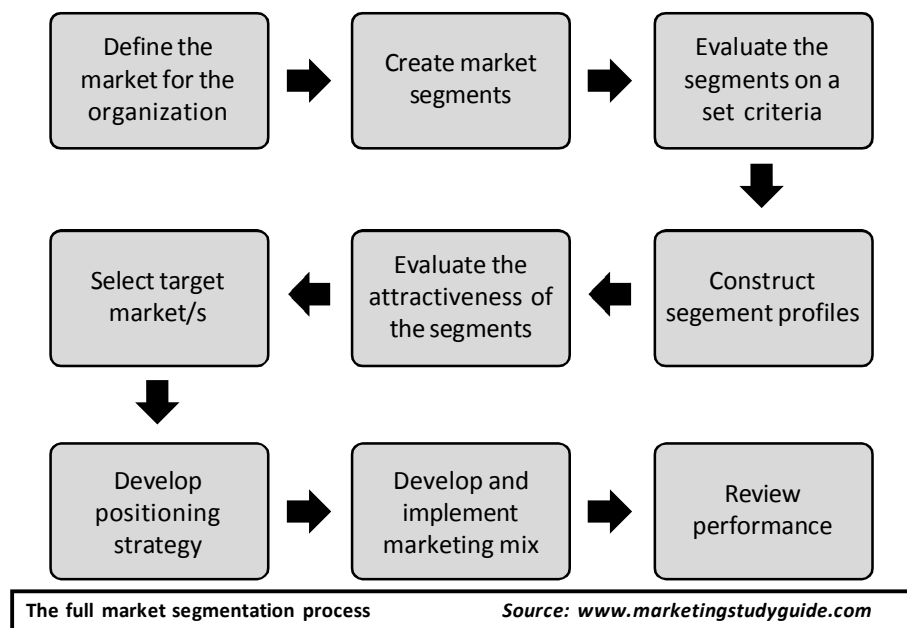 Define the
market for the
organization
Create market
segments
Evaluate the
segments on a
set criteria
Construct
segement profiles
Evaluate the
attractiveness of
the segments
Select target
market/s
Develop
positioning
strategy
Develop and
implement
marketing mix
Review
performance
The full market segmentation process
Source: www.marketingstudyguide.com